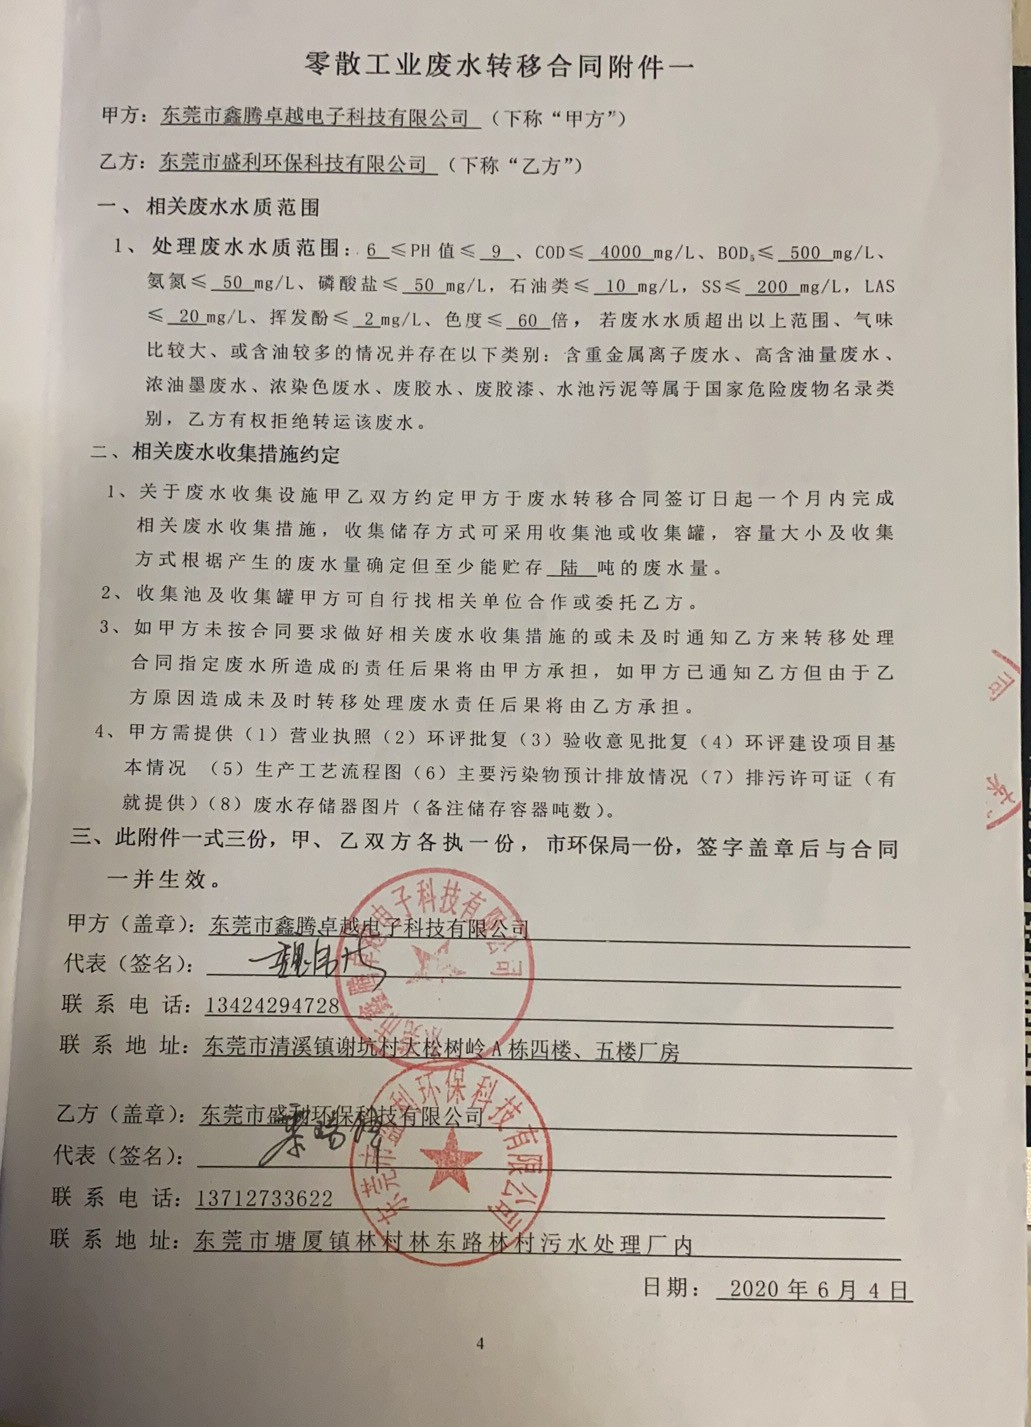 零散工业废水转移合同附件一
甲方：东莞市鑫腾卓越电子科技有限公司 （下称“甲方”）
乙方：东莞市盛利环保科技有限公司 （下称“乙方”）
一、相关废水水质范围
1、处理废水水质范围：6 ≤PH 值≤ 9 、COD≤ 4000 mg/L、BOD₅≤ 500 mg/L、
氨氮≤ 50 mg/L、磷酸盐≤ 50 mg/L，石油类≤ 10 mg/L，SS≤ 200 mg/L，LAS
≤ 20 mg/L、挥发酚≤ 2 mg/L、色度≤ 60 倍，若废水水质超出以上范围、气味
比较大、或含油较多的情况并存在以下类别：含重金属离子废水、高含油量废水、
浓油墨废水、浓染色废水、废胶水、废胶漆、水池污泥等属于国家危险废物名录类
别，乙方有权拒绝转运该废水。
二、相关废水收集措施约定
1、关于废水收集设施甲乙双方约定甲方于废水转移合同签订日起一个月内完成
相关废水收集措施，收集储存方式可采用收集池或收集罐，容量大小及收集
方式根据产生的废水量确定但至少能贮存 陆 吨的废水量。
2、收集池及收集罐甲方可自行找相关单位合作或委托乙方。
3、如甲方未按合同要求做好相关废水收集措施的或未及时通知乙方来转移处理
合同指定废水所造成的责任后果将由甲方承担，如甲方已通知乙方但由于乙
方原因造成未及时转移处理废水责任后果将由乙方承担。
4、甲方需提供（1）营业执照（2）环评批复（3）验收意见批复（4）环评建设项目基
本情况 （5）生产工艺流程图（6）主要污染物预计排放情况（7）排污许可证（有
就提供）（8）废水存储器图片（备注储存容器吨数）。
三、此附件一式三份，甲、乙双方各执一份，市环保局一份，签字盖章后与合同
一并生效。
甲方（盖章）：东莞市鑫腾卓越电子科技有限公司
代表（签名）：
联系电话：13424294728
联系地址：东莞市清溪镇谢坑村大松树岭 A 栋四楼、五楼厂房
乙方（盖章）：东莞市盛利环保科技有限公司
代表（签名）：
联系电话：13712733622
联系地址：东莞市塘厦镇林村林东路林村污水处理厂内
日期： 2020 年 6 月 4 日
4
东莞市鑫腾卓越电子科技有限公司
东莞市盛利环保科技有限公司